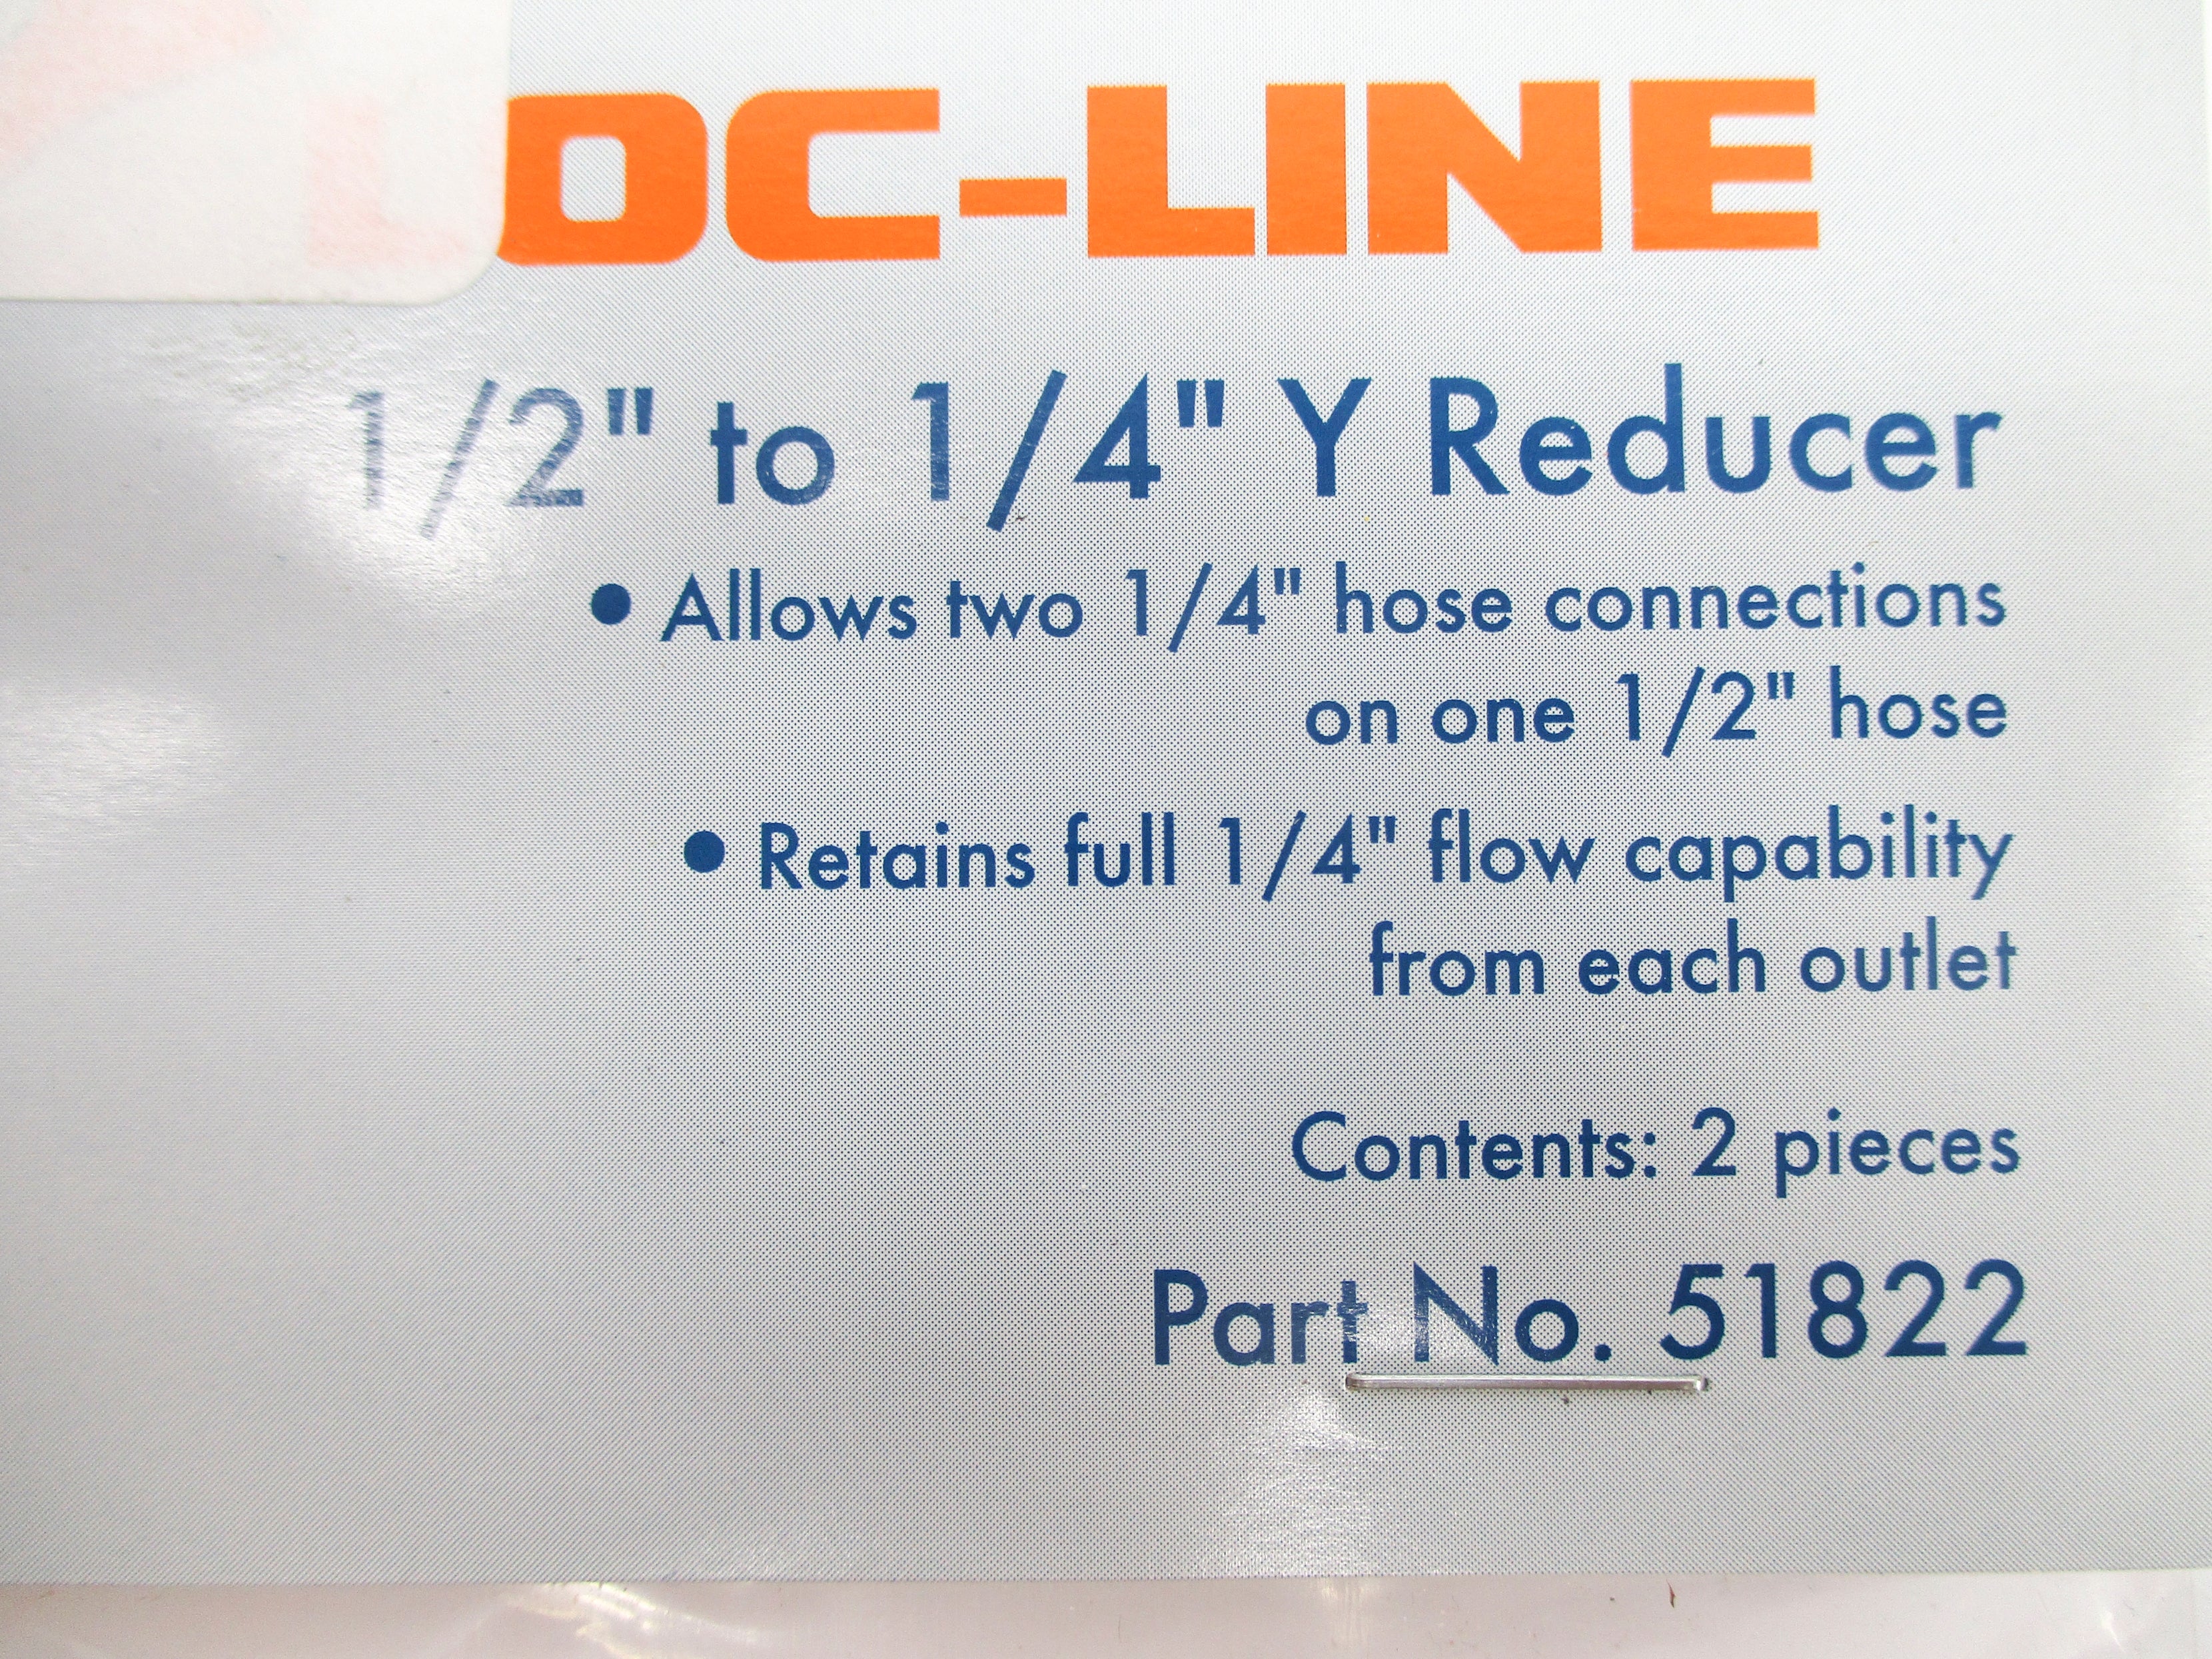 LOC-LINE
1/2" to 1/4" Y Reducer
• Allows two 1/4" hose connections
on one 1/2" hose
• Retains full 1/4" flow capability
from each outlet
Contents: 2 pieces
Part No. 51822